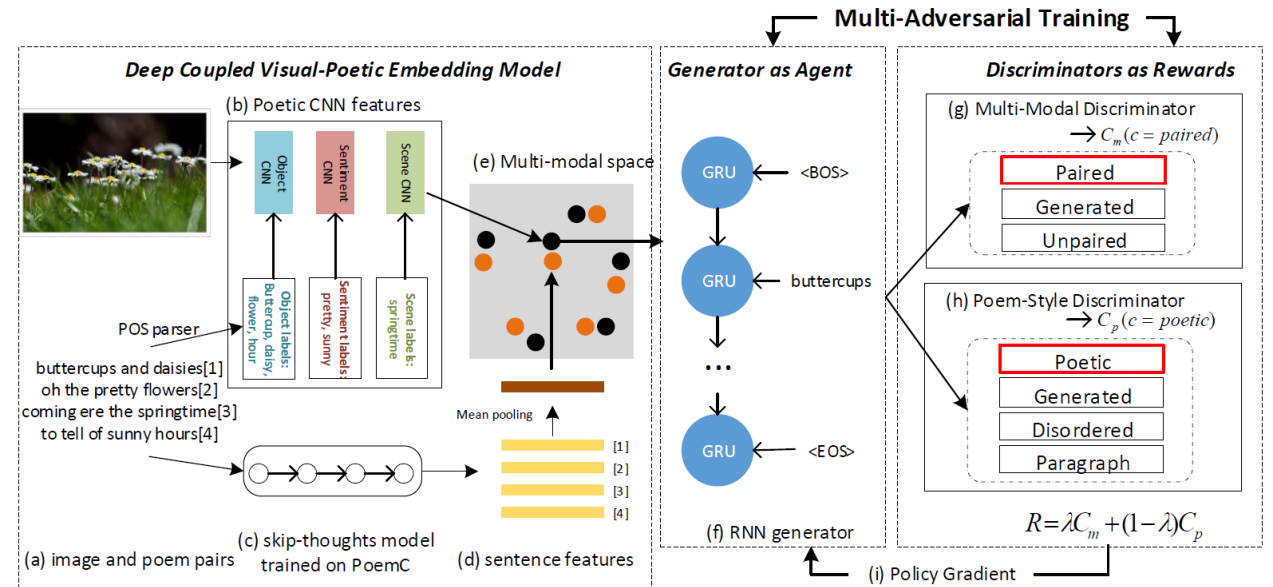 Multi-Adversarial Training
Deep Coupled Visual-Poetic Embedding Model
(b) Poetic CNN features
Object
CNN
Sentiment
CNN
Scene CNN
Object labels:
Buttercup, daisy,
flower, hour
Sentiment labels:
pretty, sunny
Scene labels:
springtime
POS parser
buttercups and daisies[1]
oh the pretty flowers[2]
coming ere the springtime[3]
to tell of sunny hours[4]
(e) Multi-modal space
Mean pooling
[1]
[2]
[3]
[4]
(a) image and poem pairs
(c) skip-thoughts model
trained on PoemC
(d) sentence features
Generator as Agent
GRU
<BOS>
GRU
buttercups
...
GRU
<EOS>
(f) RNN generator
Discriminators as Rewards
(g) Multi-Modal Discriminator
C_m(c = paired)
Paired
Generated
Unpaired
(h) Poem-Style Discriminator
C_p(c = poetic)
Poetic
Generated
Disordered
Paragraph
R = λC_m + (1-λ)C_p
(i) Policy Gradient